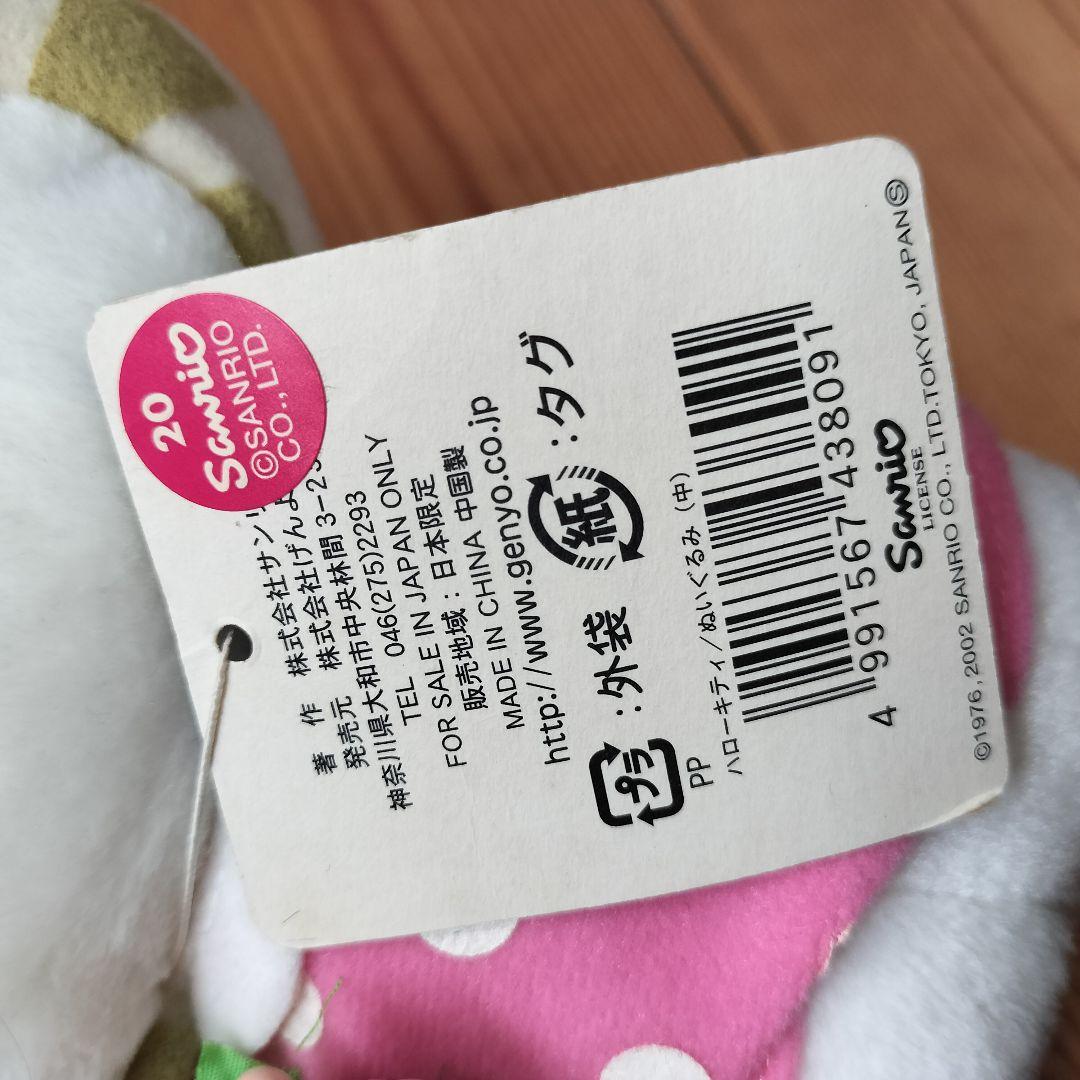 20
Sanrio
©SANRIO
CO., LTD.
著 作 株式会社サンリ
発売元 株式会社げんよ
神奈川県大和市中央林間3-2
TEL 046(275)2293
FOR SALE IN JAPAN ONLY
販売地域:日本限定
MADE IN CHINA 中国製
http://www.genyo.co.jp
プラ :外袋 紙 :タグ
PP
ハローキティ/ぬいぐるみ(中)
4 991567 438091
Sanrio
LICENSE
©1976, 2002 SANRIO CO., LTD.TOKYO, JAPANⓈ